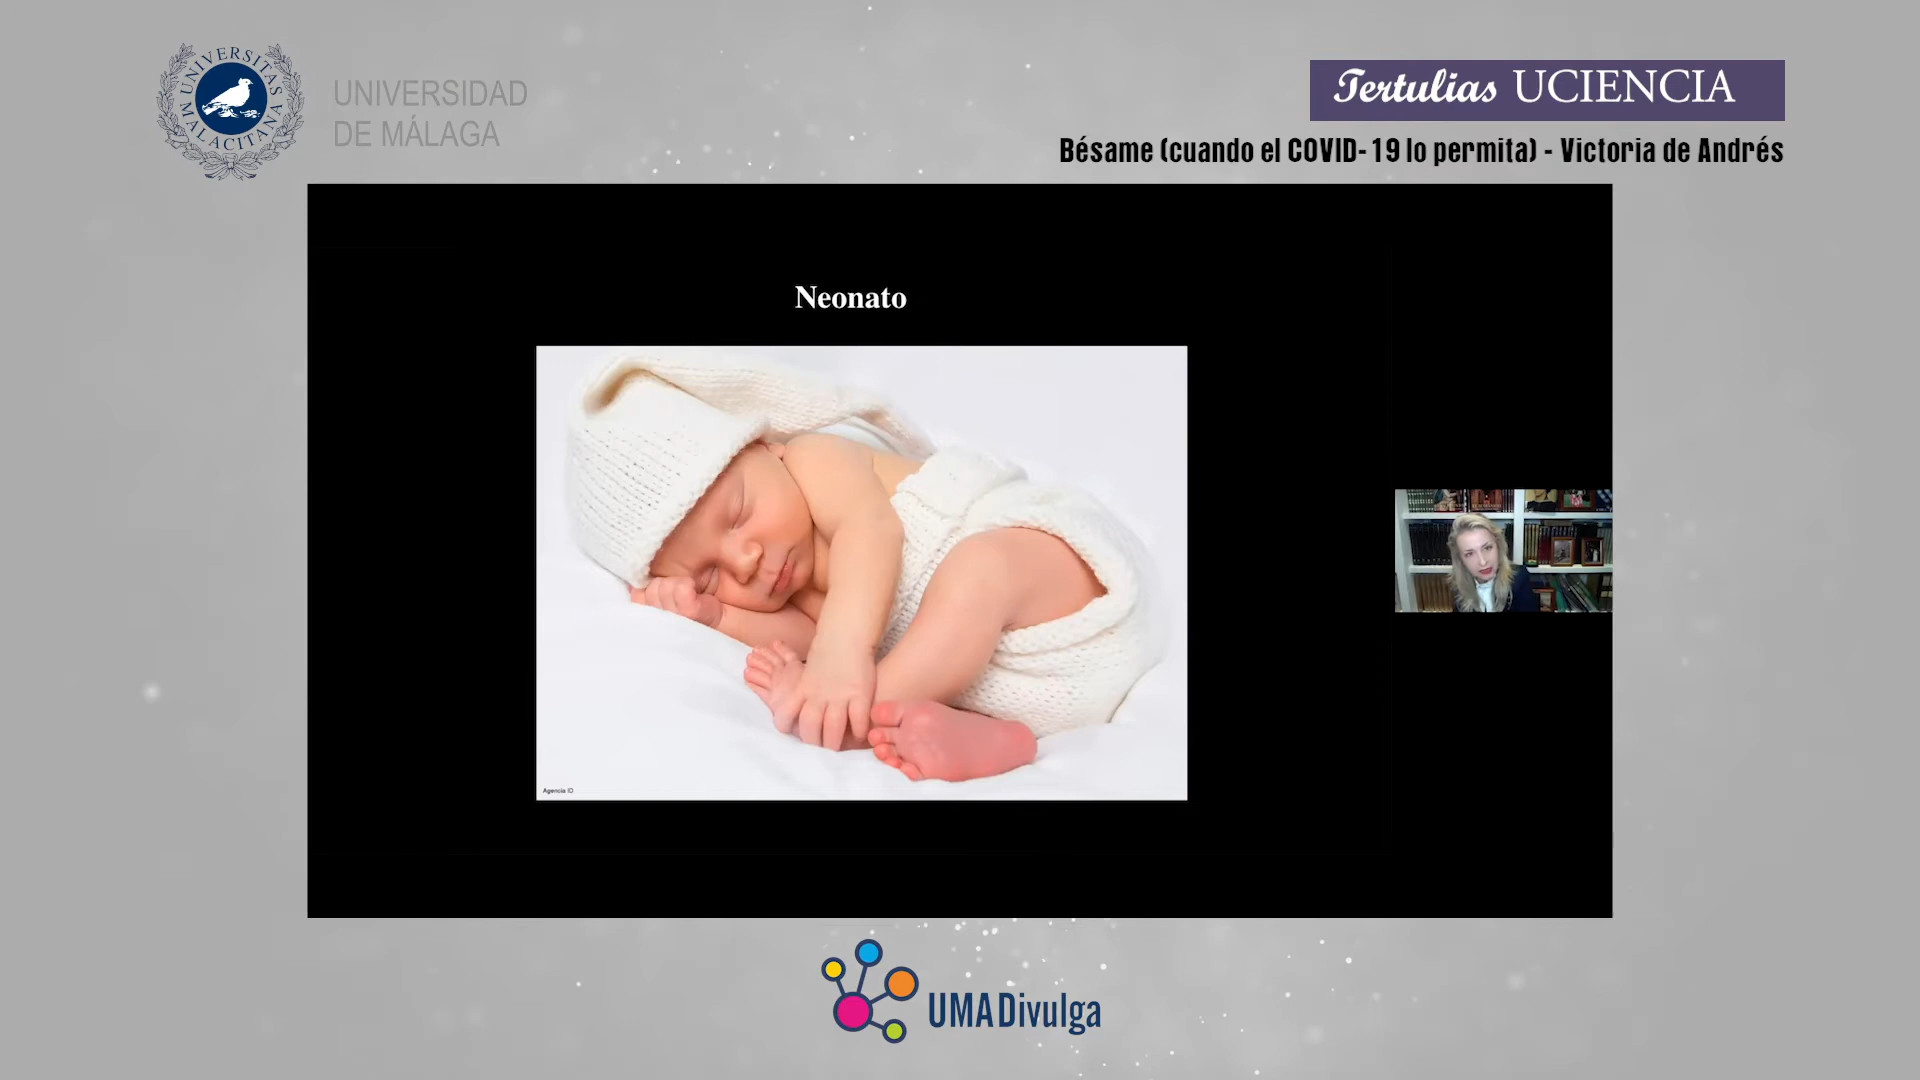 UNIVERSITAS MALACITANA
UNIVERSIDAD
DE MÁLAGA
Tertulias UCIENCIA
Bésame (cuando el COVID-19 lo permita) - Victoria de Andrés
Neonato
Agencia ID
UMADivulga